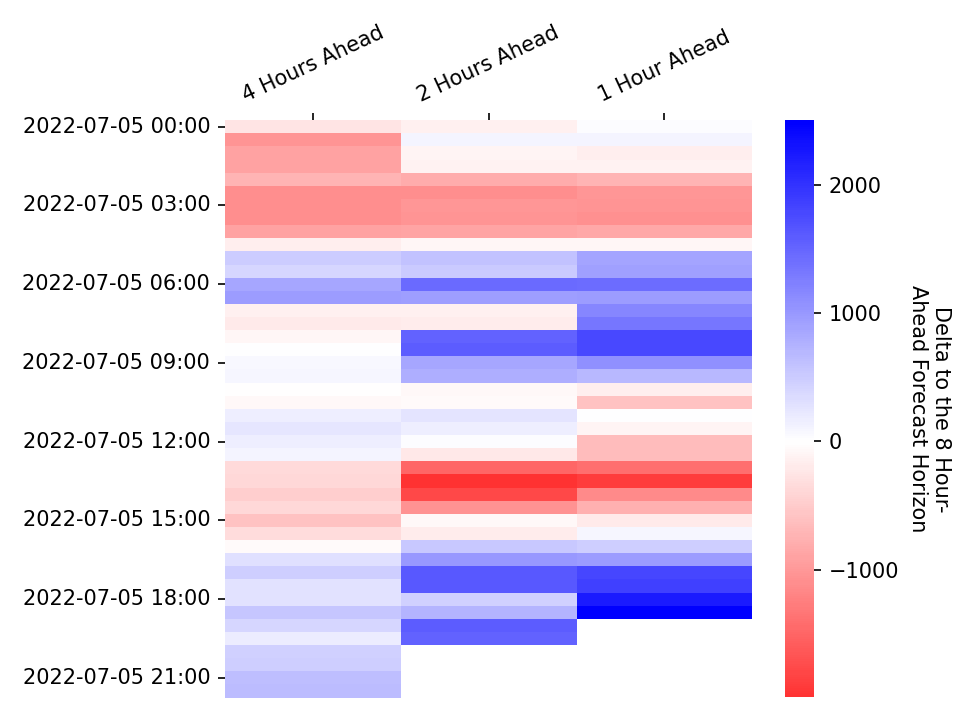 4 Hours Ahead
2 Hours Ahead
1 Hour Ahead
2022-07-05 00:00
2022-07-05 03:00
2022-07-05 06:00
2022-07-05 09:00
2022-07-05 12:00
2022-07-05 15:00
2022-07-05 18:00
2022-07-05 21:00
2000
1000
0
−1000
Delta to the 8 Hour-
Ahead Forecast Horizon